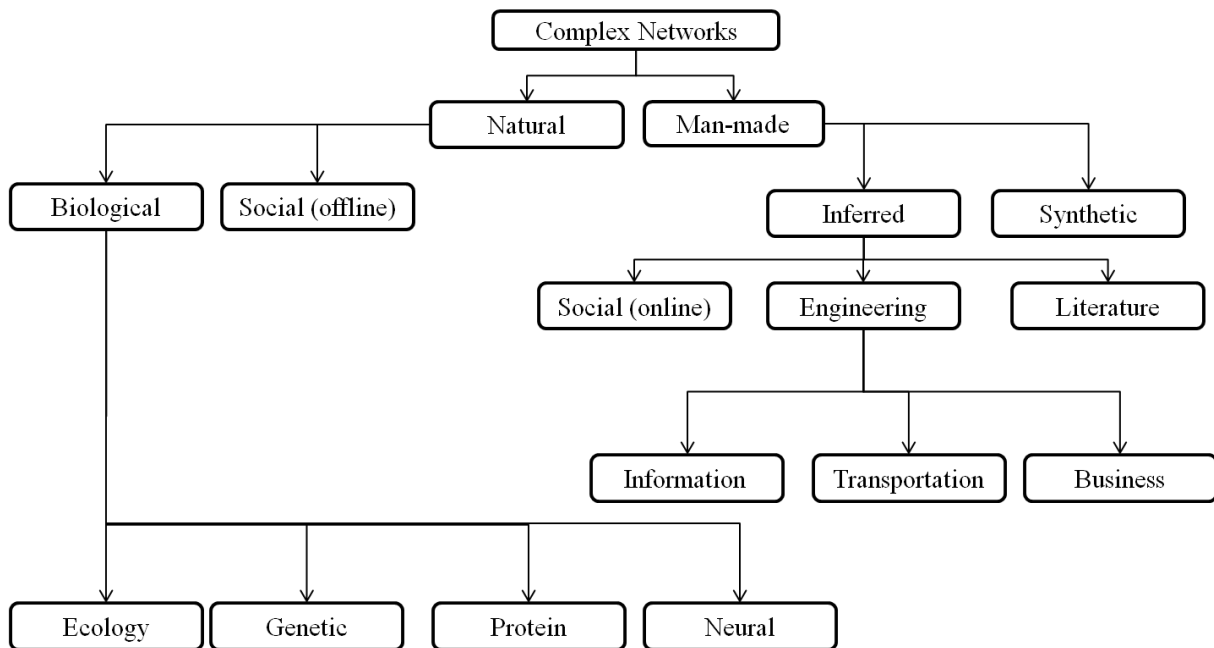 Complex Networks
Natural
Man-made
Biological
Social (offline)
Inferred
Synthetic
Social (online)
Engineering
Literature
Information
Transportation
Business
Ecology
Genetic
Protein
Neural